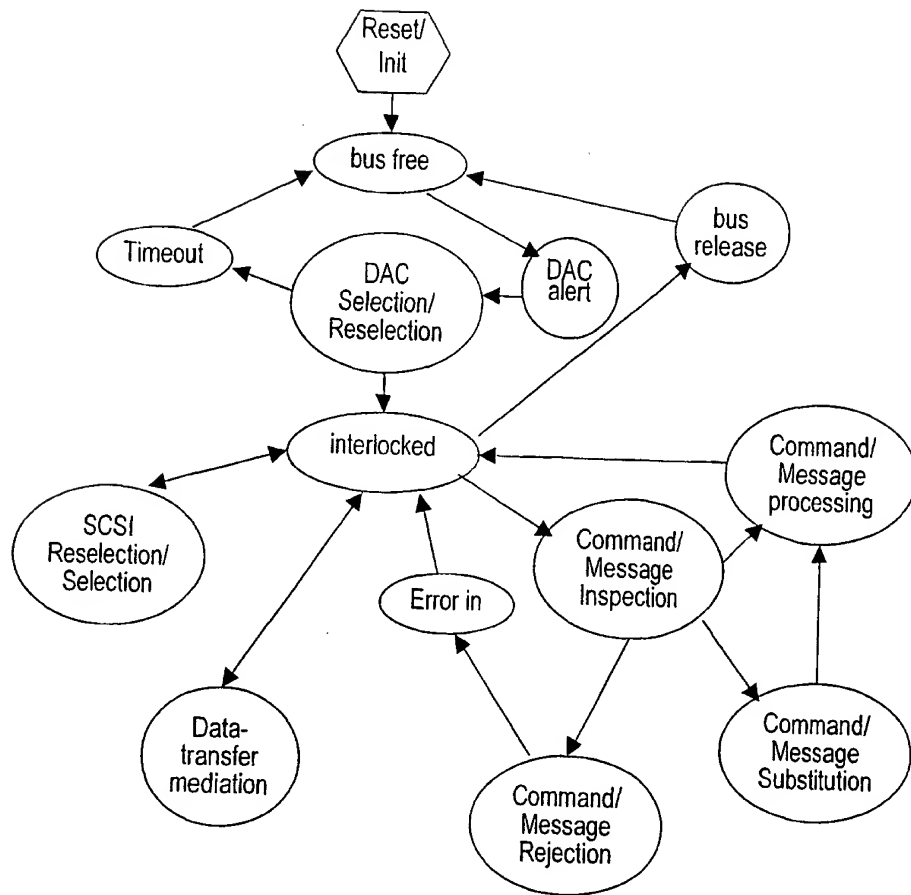 Reset/
Init
bus free
bus
release
Timeout
DAC
Selection/
Reselection
DAC
alert
interlocked
Command/
Message
processing
SCSI
Reselection/
Selection
Command/
Message
Inspection
Error in
Data-
transfer
mediation
Command/
Message
Rejection
Command/
Message
Substitution